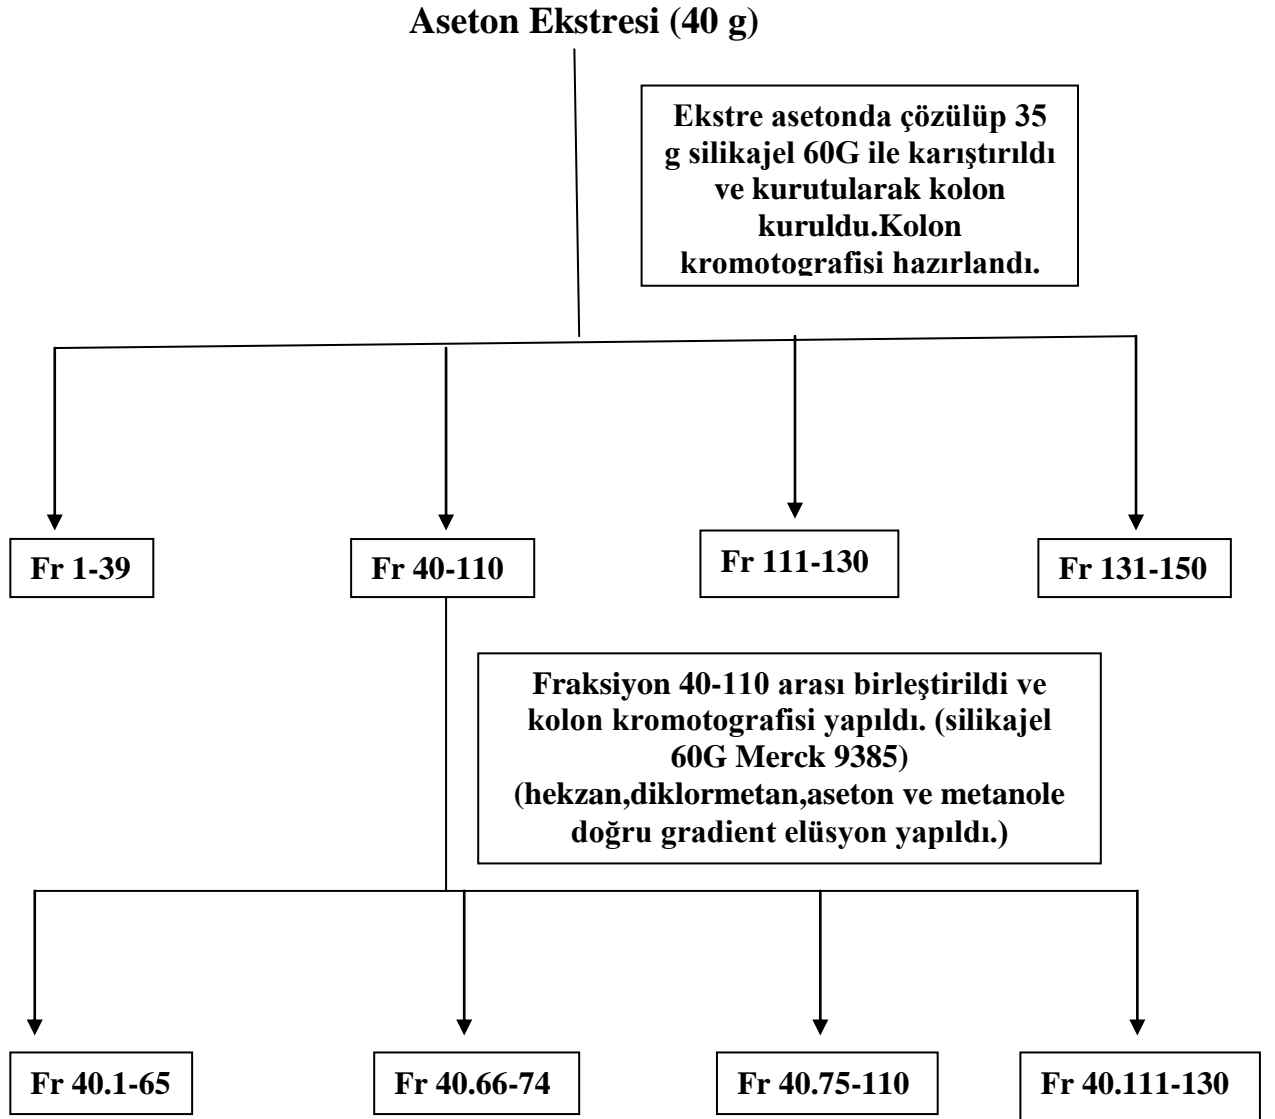 Aseton Ekstresi (40 g)
Ekstre asetonda çözülüp 35
g silikajel 60G ile karıştırıldı
ve kurutularak kolon
kuruldu.Kolon
kromotografisi hazırlandı.
Fr 1-39
Fr 40-110
Fr 111-130
Fr 131-150
Fraksiyon 40-110 arası birleştirildi ve
kolon kromotografisi yapıldı. (silikajel
60G Merck 9385)
(hekzan,diklormetan,aseton ve metanole
doğru gradient elüsyon yapıldı.)
Fr 40.1-65
Fr 40.66-74
Fr 40.75-110
Fr 40.111-130